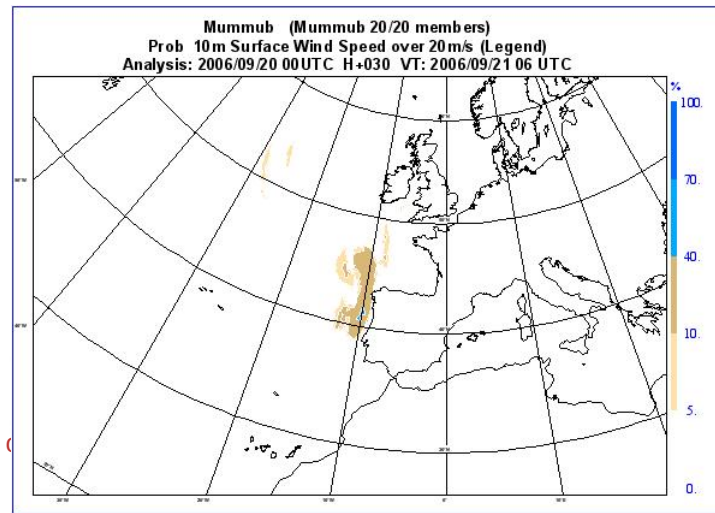 Mummub (Mummub 20/20 members)
Prob 10m Surface Wind Speed over 20m/s (Legend)
Analysis: 2006/09/20 00UTC H+030 VT: 2006/09/21 06 UTC
%
100.
70.
40.
10.
5.
0.